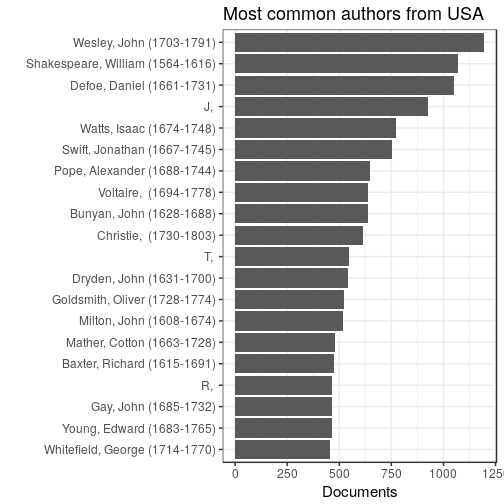 Most common authors from USA
Wesley, John (1703-1791)
Shakespeare, William (1564-1616)
Defoe, Daniel (1661-1731)
J,
Watts, Isaac (1674-1748)
Swift, Jonathan (1667-1745)
Pope, Alexander (1688-1744)
Voltaire,  (1694-1778)
Bunyan, John (1628-1688)
Christie,  (1730-1803)
T,
Dryden, John (1631-1700)
Goldsmith, Oliver (1728-1774)
Milton, John (1608-1674)
Mather, Cotton (1663-1728)
Baxter, Richard (1615-1691)
R,
Gay, John (1685-1732)
Young, Edward (1683-1765)
Whitefield, George (1714-1770)
0 250 500 750 1000 125
Documents